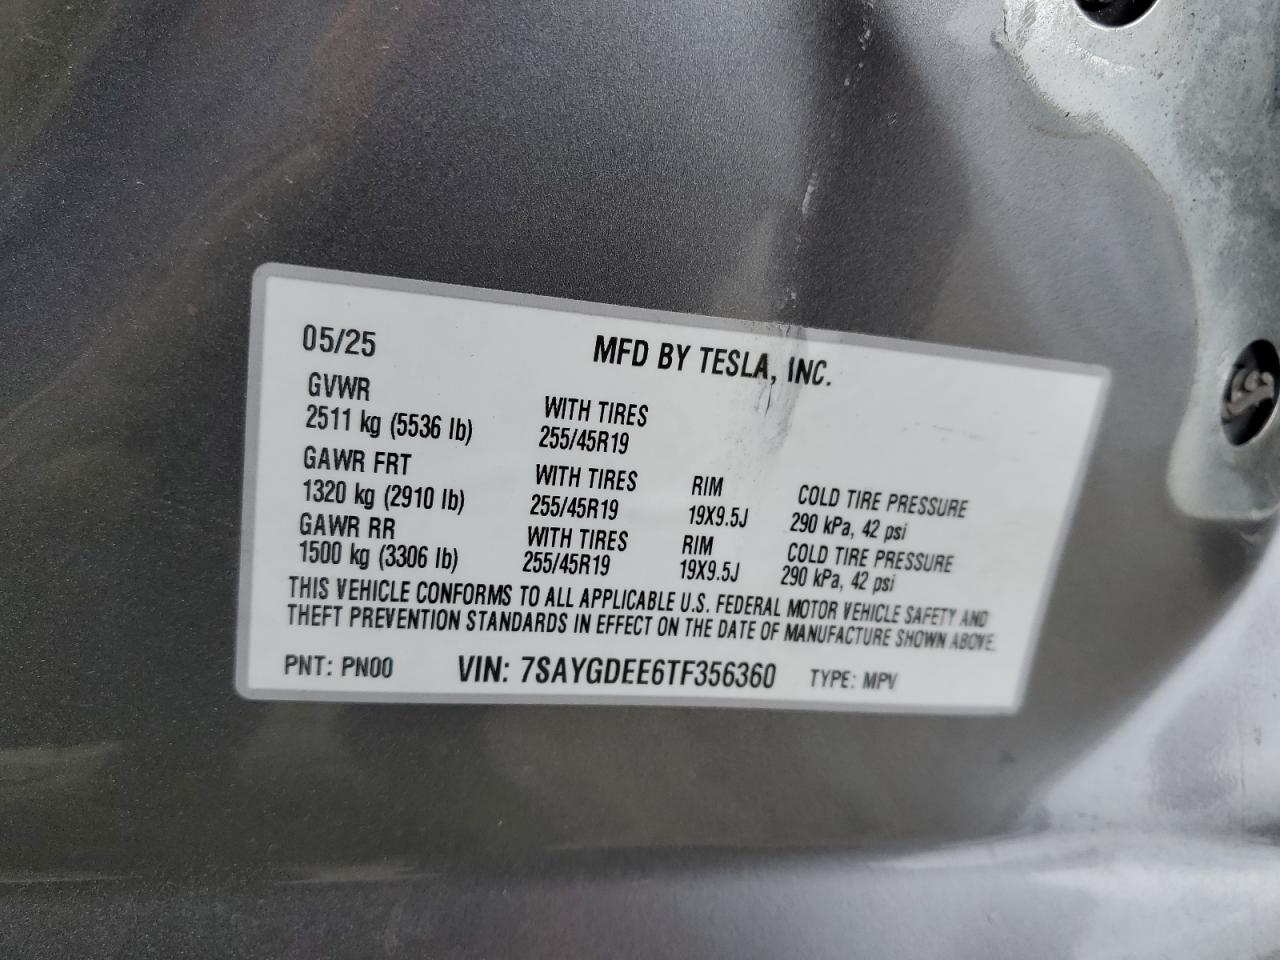 05/25 MFD BY TESLA, INC.
GVWR
2511 kg (5536 lb) WITH TIRES 255/45R19
GAWR FRT
1320 kg (2910 lb) WITH TIRES 255/45R19 RIM 19X9.5J COLD TIRE PRESSURE 290 kPa, 42 psi
GAWR RR
1500 kg (3306 lb) WITH TIRES 255/45R19 RIM 19X9.5J COLD TIRE PRESSURE 290 kPa, 42 psi
THIS VEHICLE CONFORMS TO ALL APPLICABLE U.S. FEDERAL MOTOR VEHICLE SAFETY AND
THEFT PREVENTION STANDARDS IN EFFECT ON THE DATE OF MANUFACTURE SHOWN ABOVE.
PNT: PN00 VIN: 7SAYGDEE6TF356360 TYPE: MPV